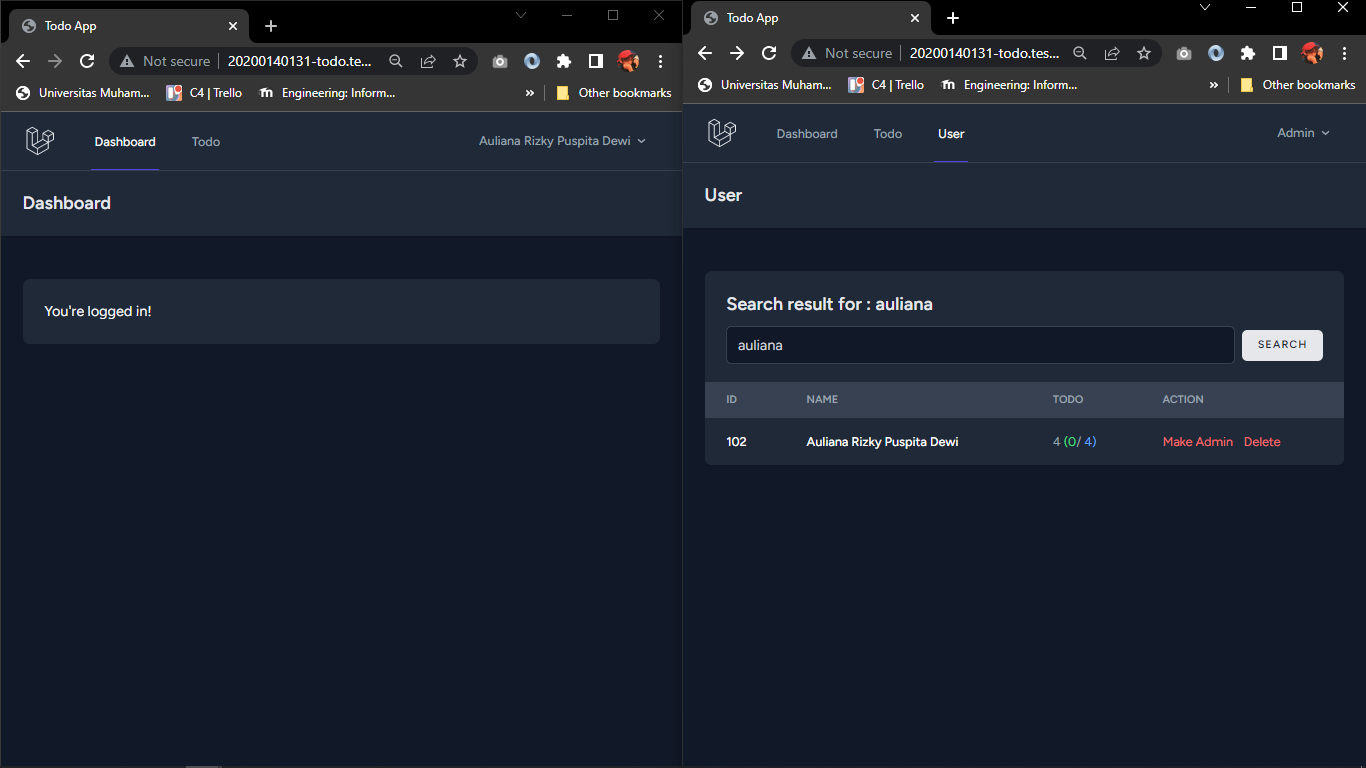 Todo App
Not secure 20200140131-todo.te...
Universitas Muham... C4 | Trello Engineering: Inform... » Other bookmarks
Dashboard Todo Auliana Rizky Puspita Dewi
Dashboard
You're logged in!
Todo App
Not secure 20200140131-todo.tes...
Universitas Muham... C4 | Trello Engineering: Inform... » Other bookmarks
Dashboard Todo User Admin
User
Search result for : auliana
auliana SEARCH
ID NAME TODO ACTION
102 Auliana Rizky Puspita Dewi 4 (0/ 4) Make Admin Delete